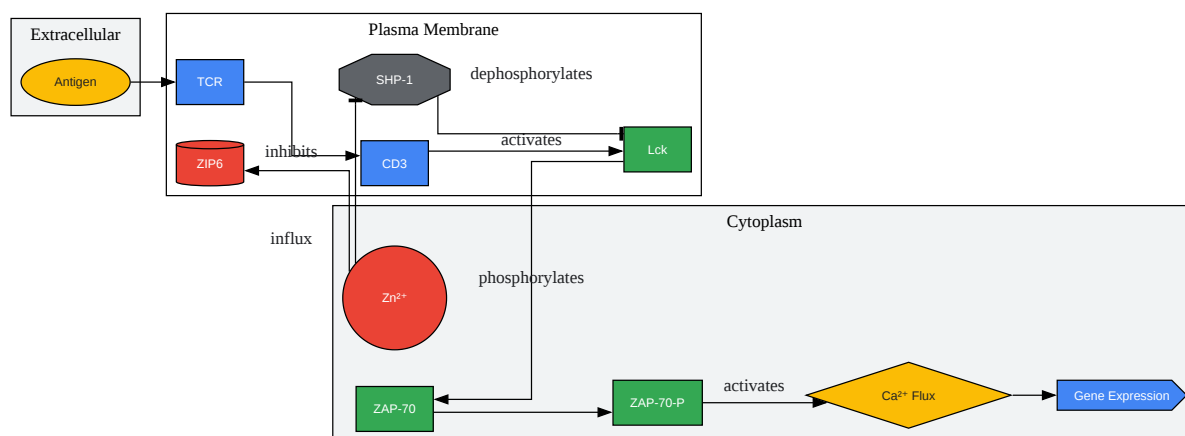 Extracellular
Plasma Membrane
Antigen
TCR
SHP-1
dephosphorylates
inhibits
activates
ZIP6
CD3
Lck
Cytoplasm
influx
phosphorylates
Zn²⁺
ZAP-70
ZAP-70-P
activates
Ca²⁺ Flux
Gene Expression